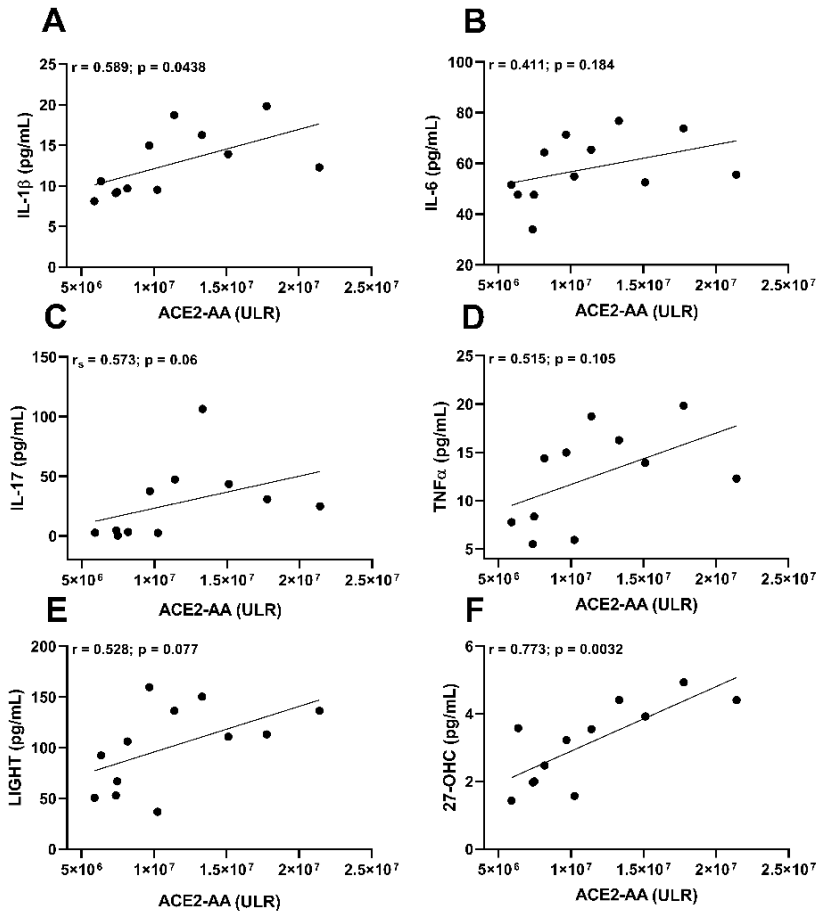 A
r = 0.589; p = 0.0438
IL-1β (pg/mL)
25
20
15
10
5
0
5×10⁶ 1×10⁷ 1.5×10⁷ 2×10⁷ 2.5×10⁷
ACE2-AA (ULR)
B
r = 0.411; p = 0.184
IL-6 (pg/mL)
100
80
60
40
20
5×10⁶ 1×10⁷ 1.5×10⁷ 2×10⁷ 2.5×10⁷
ACE2-AA (ULR)
C
rₛ = 0.573; p = 0.06
IL-17 (pg/mL)
150
100
50
0
5×10⁶ 1×10⁷ 1.5×10⁷ 2×10⁷ 2.5×10⁷
ACE2-AA (ULR)
D
r = 0.515; p = 0.105
TNFα (pg/mL)
25
20
15
10
5
5×10⁶ 1×10⁷ 1.5×10⁷ 2×10⁷ 2.5×10⁷
ACE2-AA (ULR)
E
r = 0.528; p = 0.077
LIGHT (pg/mL)
200
150
100
50
0
5×10⁶ 1×10⁷ 1.5×10⁷ 2×10⁷ 2.5×10⁷
ACE2-AA (ULR)
F
r = 0.773; p = 0.0032
27-OHC (pg/mL)
6
4
2
0
5×10⁶ 1×10⁷ 1.5×10⁷ 2×10⁷ 2.5×10⁷
ACE2-AA (ULR)